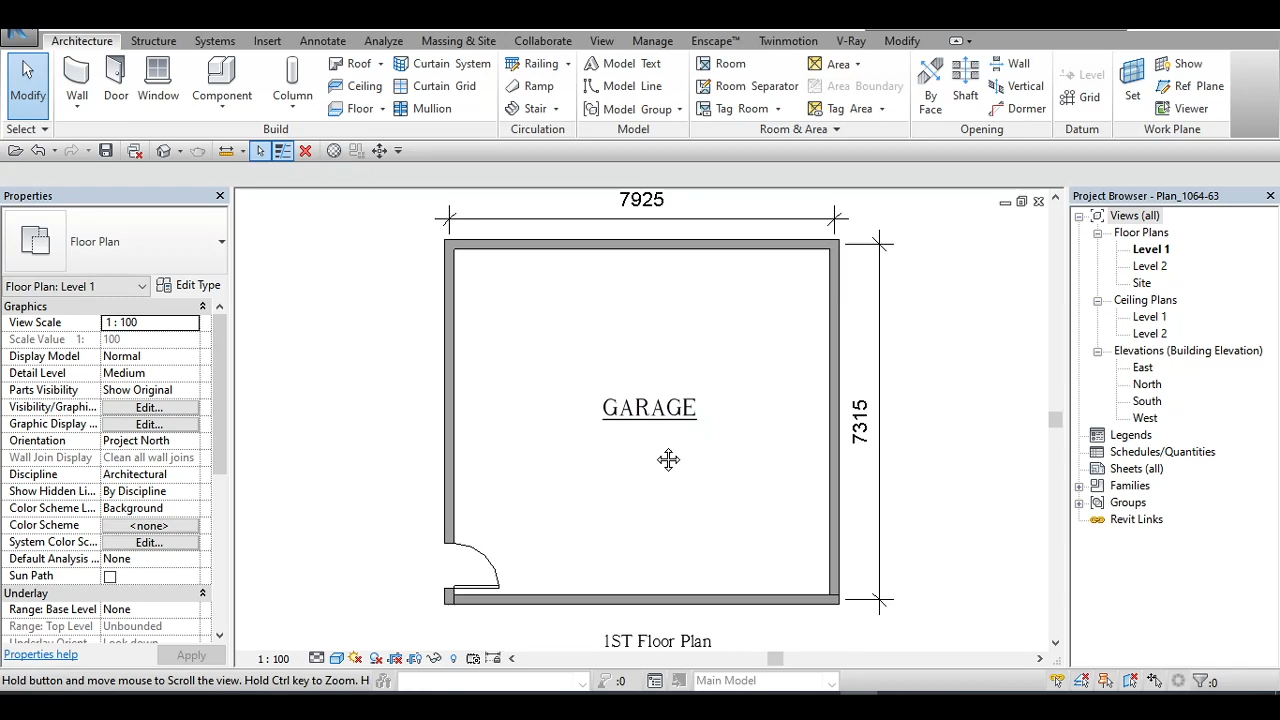 Architecture Structure Systems Insert Annotate Analyze Massing & Site Collaborate View Manage Enscape™ Twinmotion V-Ray Modify
Modify
Select
Wall
Door
Window
Component
Column
Roof
Ceiling
Floor
Curtain System
Curtain Grid
Mullion
Build
Railing
Ramp
Stair
Circulation
Model Text
Model Line
Model Group
Model
Room
Room Separator
Tag Room
Area
Area Boundary
Tag Area
Room & Area
By
Face
Shaft
Wall
Vertical
Dormer
Opening
Level
Grid
Datum
Set
Show
Ref Plane
Viewer
Work Plane
Properties
Floor Plan
Floor Plan: Level 1
Edit Type
Graphics
View Scale 1 : 100
Scale Value 1: 100
Display Model Normal
Detail Level Medium
Parts Visibility Show Original
Visibility/Graphi... Edit...
Graphic Display ... Edit...
Orientation Project North
Wall Join Display Clean all wall joins
Discipline Architectural
Show Hidden Li... By Discipline
Color Scheme L... Background
Color Scheme <none>
System Color Sc... Edit...
Default Analysis ... None
Sun Path
Underlay
Range: Base Level None
Range: Top Level Unbounded
Underlay Orient... Look down
Properties help
Apply
7925
GARAGE
7315
1ST Floor Plan
1 : 100
Project Browser - Plan_1064-63
Views (all)
Floor Plans
Level 1
Level 2
Site
Ceiling Plans
Level 1
Level 2
Elevations (Building Elevation)
East
North
South
West
Legends
Schedules/Quantities
Sheets (all)
Families
Groups
Revit Links
Hold button and move mouse to Scroll the view. Hold Ctrl key to Zoom. H
:0
Main Model
:0